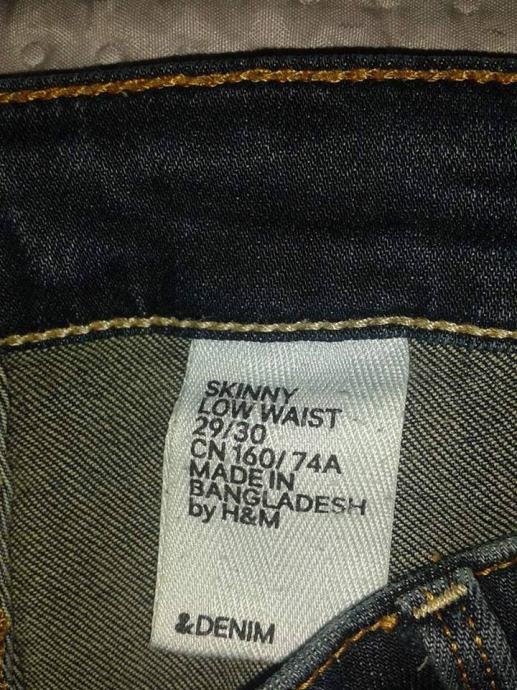 SKINNY
LOW WAIST
29/30
CN 160/74A
MADE IN
BANGLADESH
by H&M
&DENIM